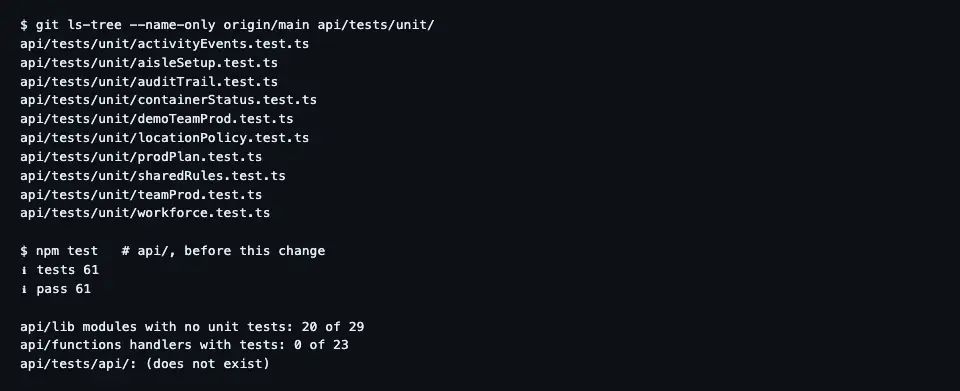 $ git ls-tree --name-only origin/main api/tests/unit/
api/tests/unit/activityEvents.test.ts
api/tests/unit/aisleSetup.test.ts
api/tests/unit/auditTrail.test.ts
api/tests/unit/containerStatus.test.ts
api/tests/unit/demoTeamProd.test.ts
api/tests/unit/locationPolicy.test.ts
api/tests/unit/prodPlan.test.ts
api/tests/unit/sharedRules.test.ts
api/tests/unit/teamProd.test.ts
api/tests/unit/workforce.test.ts
$ npm test   # api/, before this change
ℹ tests 61
ℹ pass 61
api/lib modules with no unit tests: 20 of 29
api/functions handlers with tests: 0 of 23
api/tests/api/: (does not exist)